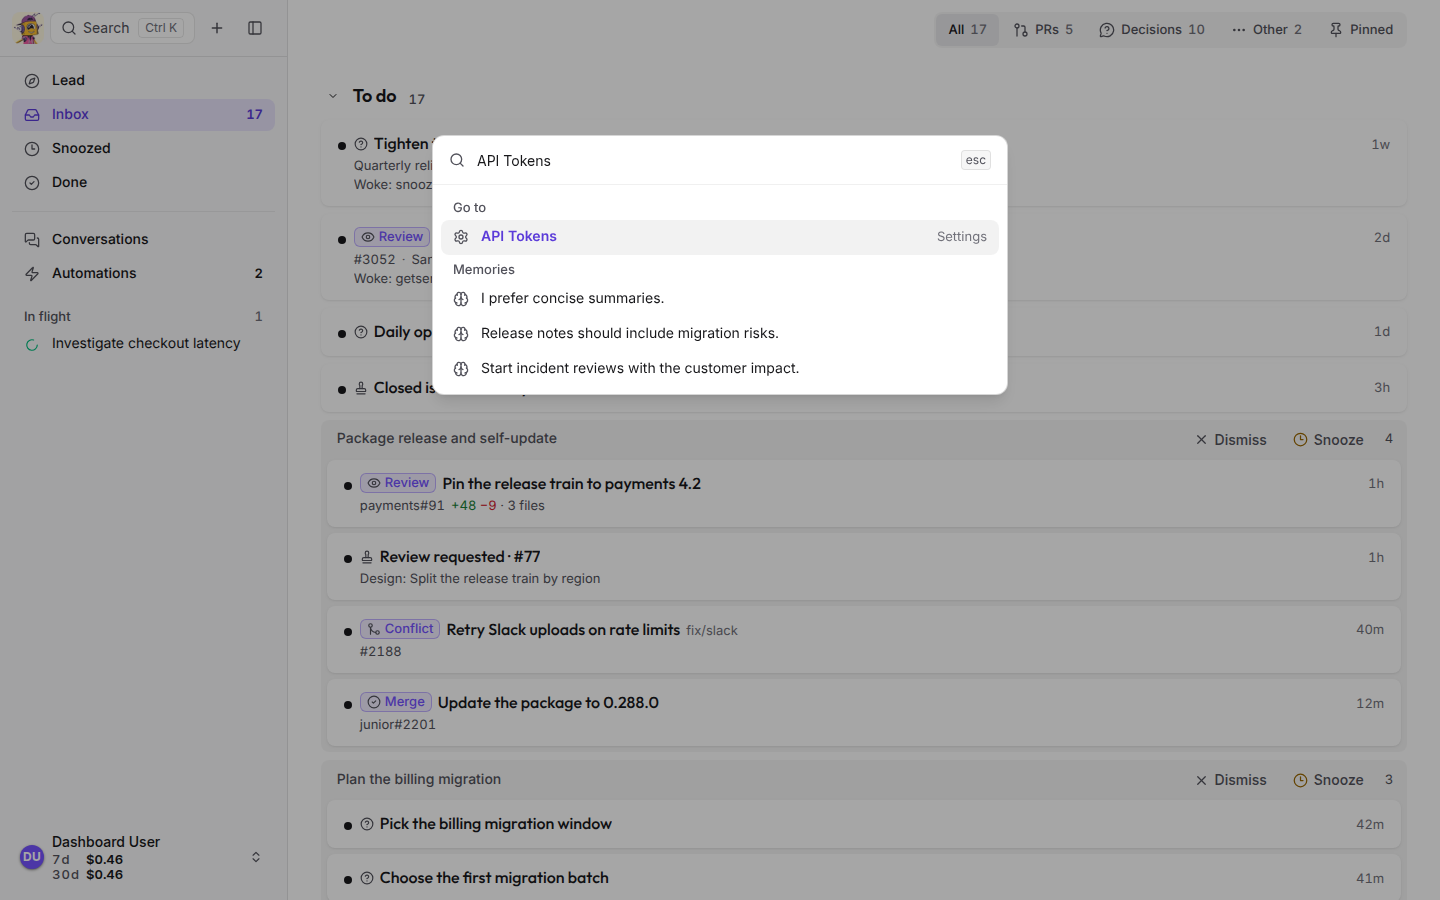 Search Ctrl K
Lead
Inbox 17
Snoozed
Done
Conversations
Automations 2
In flight 1
Investigate checkout latency
Dashboard User
DU
7d $0.46
30d $0.46
All 17 PRs 5 Decisions 10 Other 2 Pinned
To do 17
Tighten 1w
Quarterly reli
Woke: snooz
Review 2d
#3052 · Sar
Woke: getser
Daily op 1d
Closed is 3h
API Tokens esc
Go to
API Tokens Settings
Memories
I prefer concise summaries.
Release notes should include migration risks.
Start incident reviews with the customer impact.
Package release and self-update Dismiss Snooze 4
Review Pin the release train to payments 4.2 1h
payments#91 +48 −9 · 3 files
Review requested · #77 1h
Design: Split the release train by region
Conflict Retry Slack uploads on rate limits fix/slack 40m
#2188
Merge Update the package to 0.288.0 12m
junior#2201
Plan the billing migration Dismiss Snooze 3
Pick the billing migration window 42m
Choose the first migration batch 41m